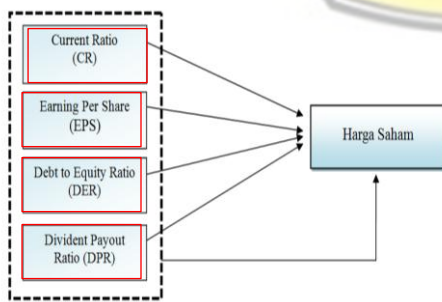 Current Ratio
(CR)
Earning Per Share
(EPS)
Debt to Equity Ratio
(DER)
Divident Payout
Ratio (DPR)
Harga Saham